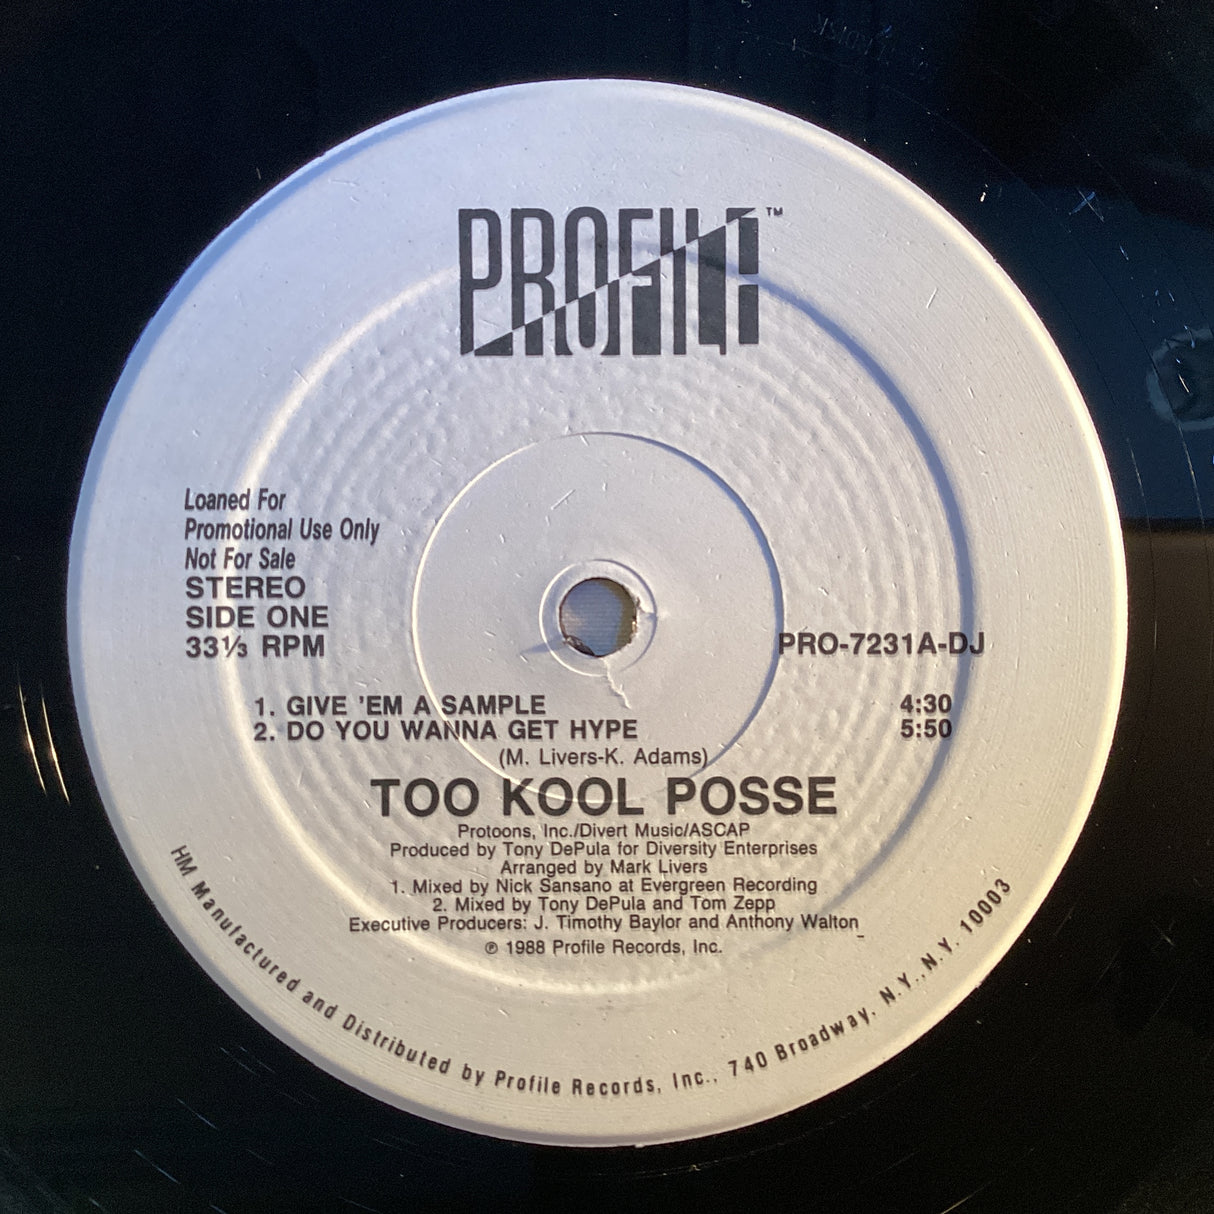 PROFILE™
Loaned For
Promotional Use Only
Not For Sale
STEREO
SIDE ONE
33⅓ RPM
PRO-7231A-DJ
1. GIVE 'EM A SAMPLE 4:30
2. DO YOU WANNA GET HYPE 5:50
(M. Livers-K. Adams)
TOO KOOL POSSE
Protoons, Inc./Divert Music/ASCAP
Produced by Tony DePula for Diversity Enterprises
Arranged by Mark Livers
1. Mixed by Nick Sansano at Evergreen Recording
2. Mixed by Tony DePula and Tom Zepp
Executive Producers: J. Timothy Baylor and Anthony Walton
℗ 1988 Profile Records, Inc.
HM Manufactured and Distributed by Profile Records, Inc., 740 Broadway, N.Y., N.Y. 10003